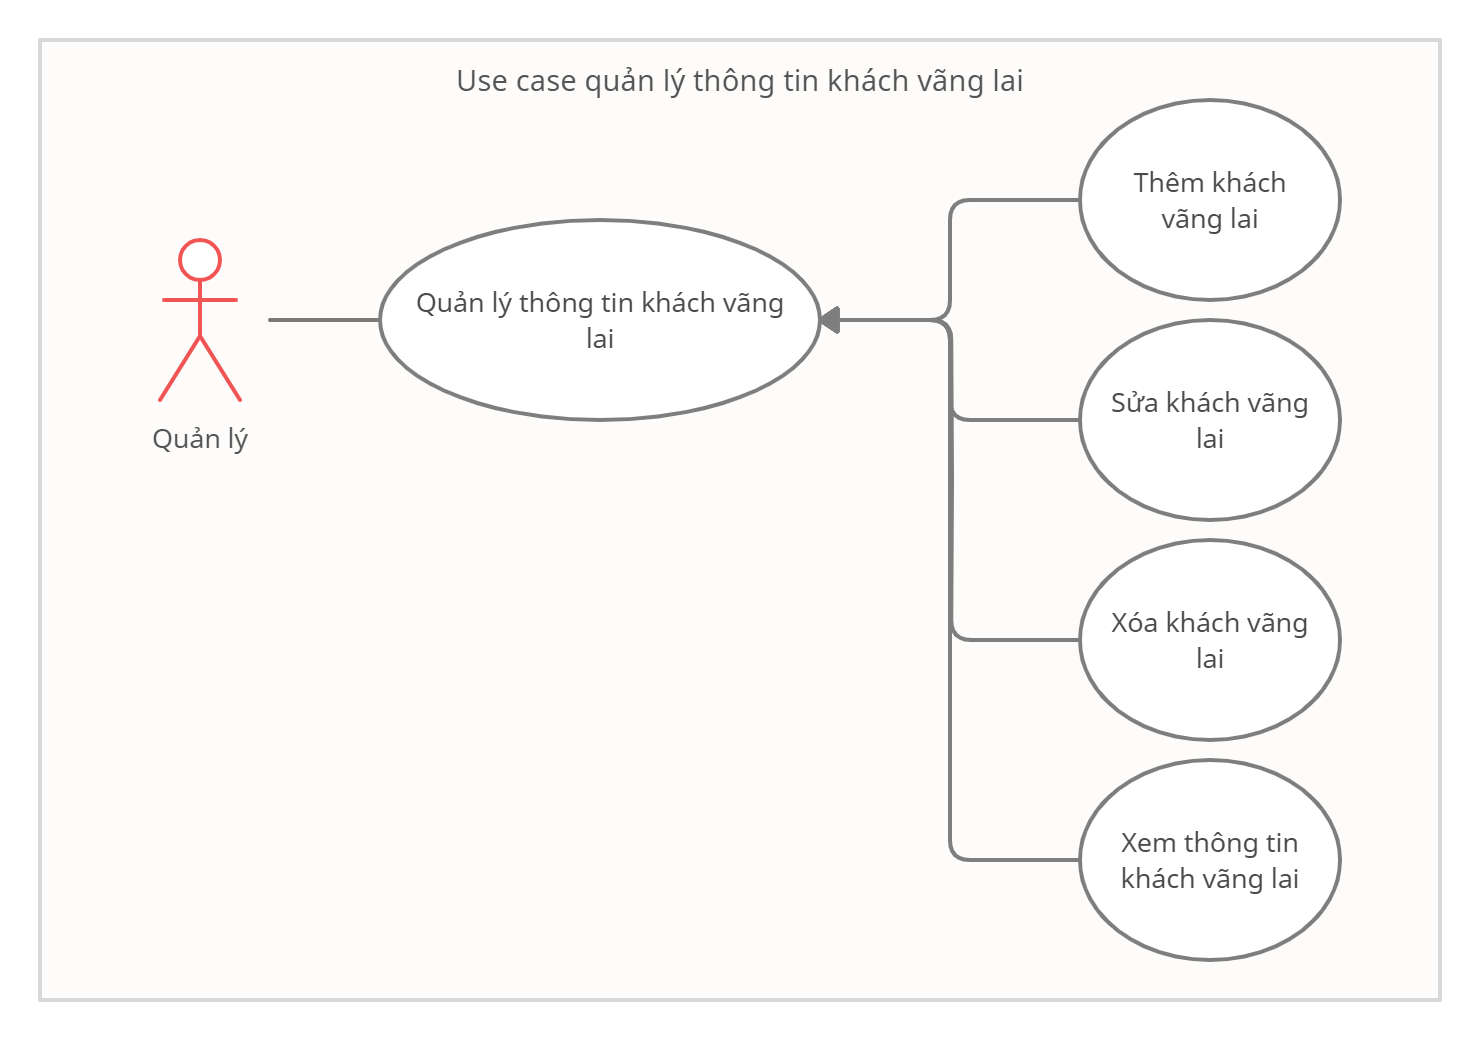 Use case quản lý thông tin khách vãng lai
Thêm khách
vãng lai
Quản lý thông tin khách vãng
lai
Sửa khách vãng
lai
Quản lý
Xóa khách vãng
lai
Xem thông tin
khách vãng lai